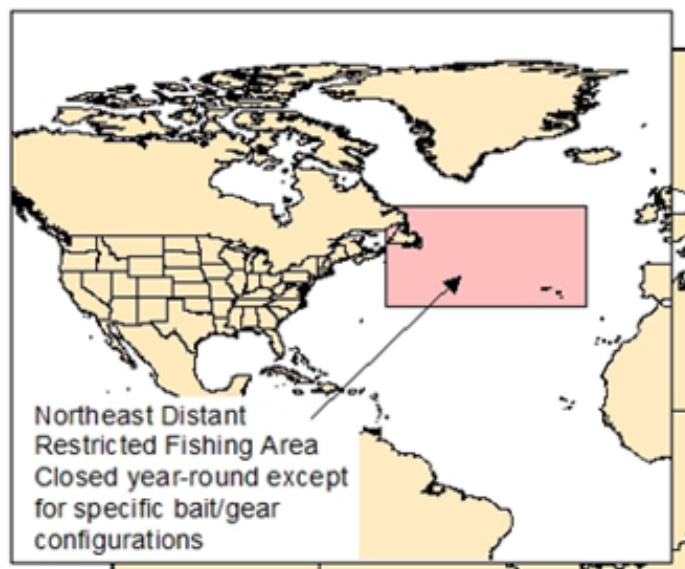 Northeast Distant
Restricted Fishing Area
Closed year-round except
for specific bait/gear
configurations